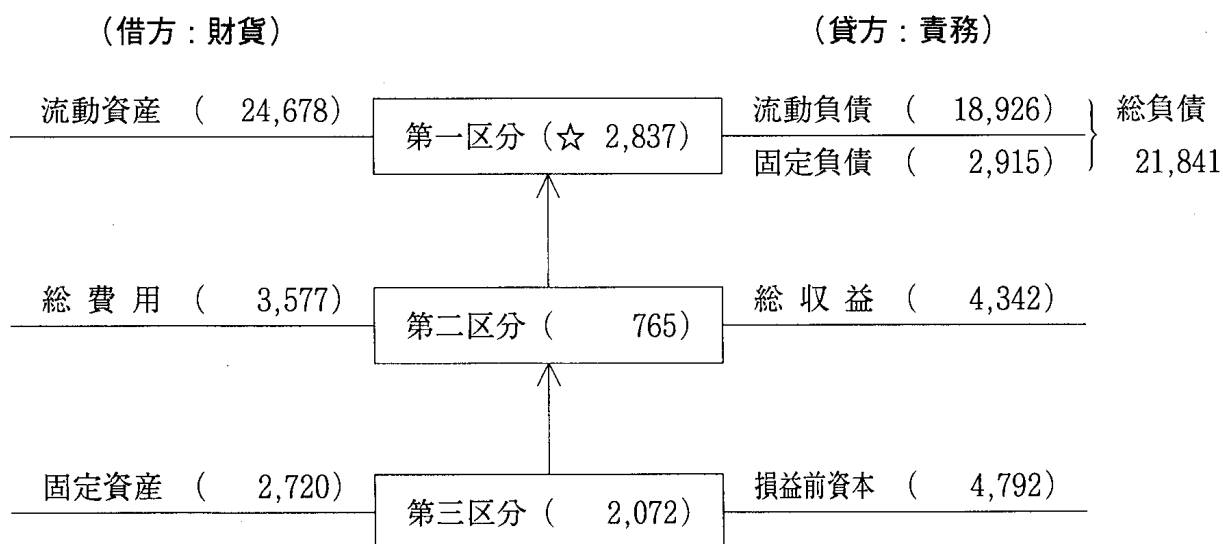 （借方：財貨） （貸方：責務）
流動資産 （ 24,678） 第一区分（☆ 2,837） 流動負債 （ 18,926） 総負債
固定負債 （ 2,915） 21,841
総費用 （ 3,577） 第二区分（ 765） 総収益 （ 4,342）
固定資産 （ 2,720） 第三区分（ 2,072） 損益前資本 （ 4,792）